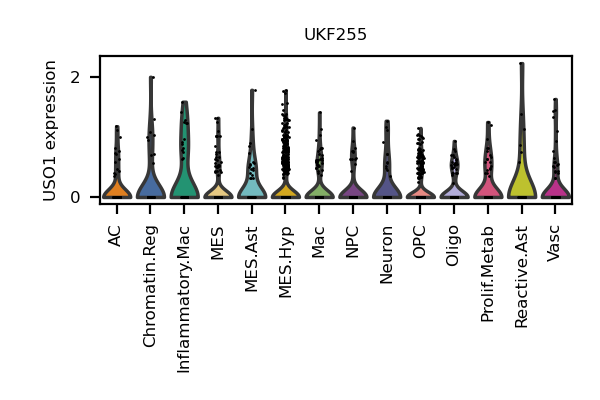 UKF255
USO1 expression
2
0
AC
Chromatin.Reg
Inflammatory.Mac
MES
MES.Ast
MES.Hyp
Mac
NPC
Neuron
OPC
Oligo
Prolif.Metab
Reactive.Ast
Vasc